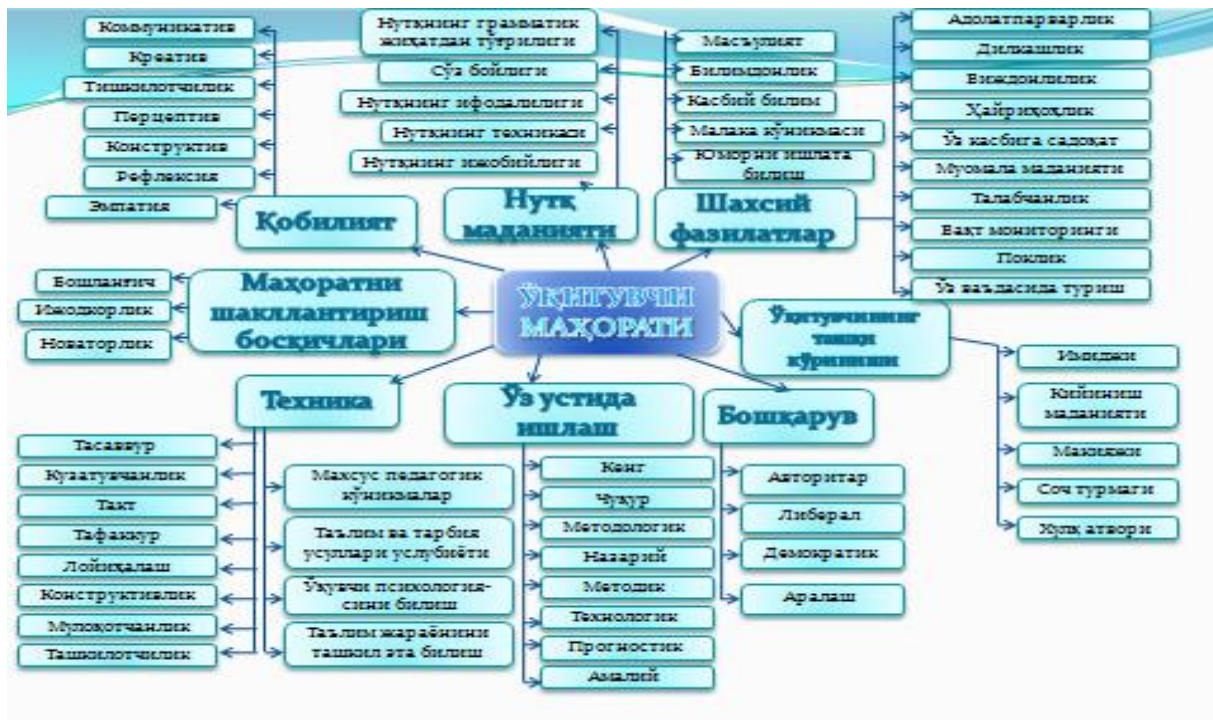 Коммуникатив
Креатив
Тишкилотчилик
Перцептив
Конструктив
Рефлексия
Эмпатия
Қобилият
Нутқнинг грамматик
жиҳатдан тўғрилиги
Сўз бойлиги
Нутқнинг ифодалилиги
Нутқнинг техникаси
Нутқнинг ижобийлиги
Нутқ
маданияти
Масъулият
Билимдонлик
Касбий билим
Малака кўникмаси
Юморни ишлата
билиш
Шахсий
фазилатлар
Адолатпарварлик
Дилкашлик
Виждонлилик
Ҳайрихоҳлик
Ўз касбига садоқат
Муомала маданияти
Талабчанлик
Вақт мониторинги
Поклик
Ўз ваъдасида туриш
Бошланғич
Ижодкорлик
Новаторлик
Маҳоратни
шакллантириш
босқичлари
ЎҚИТУВЧИ
МАҲОРАТИ
Ўқитувчининг
ташқи
кўриниши
Имиджи
Кийиниш
маданияти
Макияжи
Соч турмаги
Хулқ атвори
Техника
Тасаввур
Кузатувчанлик
Такт
Тафаккур
Лойиҳалаш
Конструктивлик
Мулоқотчанлик
Ташкилотчилик
Махсус педагогик
кўникмалар
Таълим ва тарбия
усуллари услубиёти
Ўқувчи психология-
сини билиш
Таълим жараёнини
ташкил эта билиш
Ўз устида
ишлаш
Кенг
Чуқур
Методологик
Назарий
Методик
Технологик
Прогностик
Амалий
Бошқарув
Авторитар
Либерал
Демократик
Аралаш